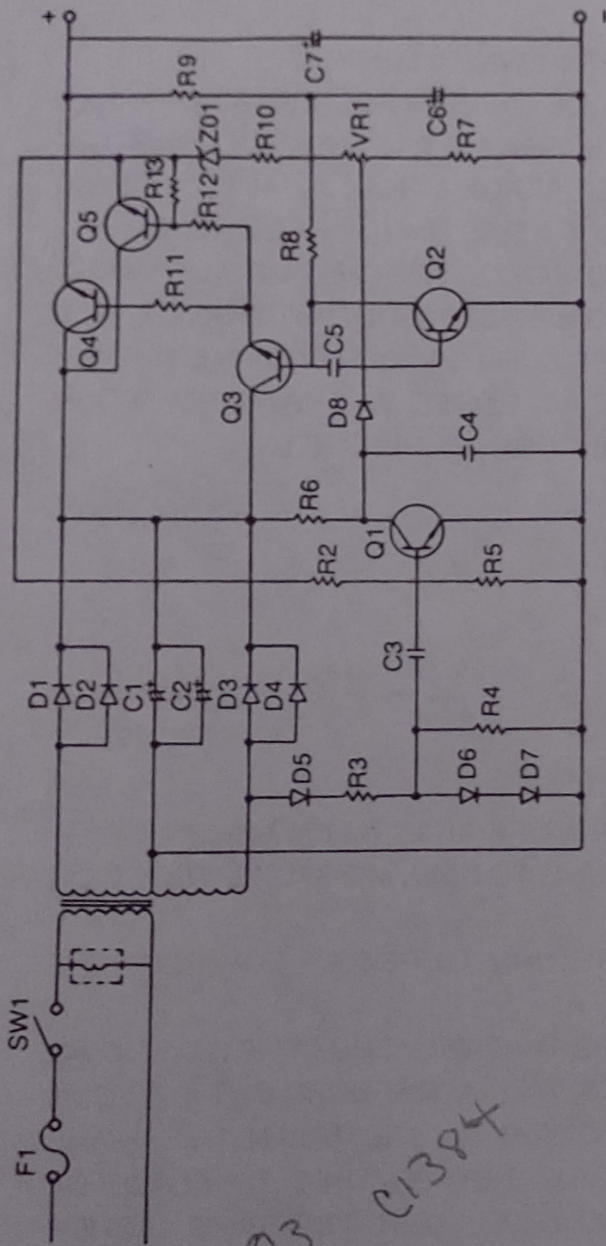 F1
SW1
D1
D2
C1
C2
D3
D4
D5
R3
D6
D7
R4
C3
R2
R5
R6
Q1
C4
D8
Q3
Q4
R11
Q5
R13
R12
ZD1
R10
VR1
R7
R8
C5
Q2
R9
C6
C7
+
+
+
+
+
-
C1384